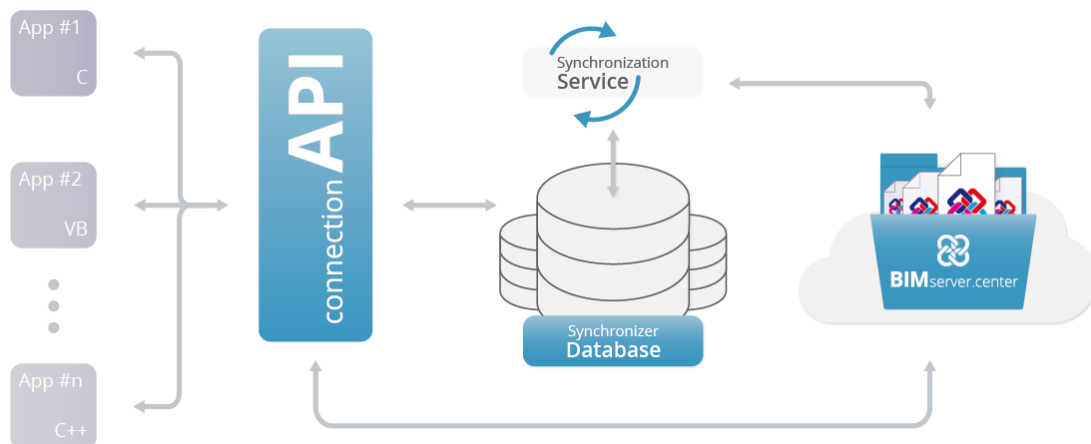 App #1
C
App #2
VB
App #n
C++
connection API
Synchronization
Service
Synchronizer
Database
BIMserver.center